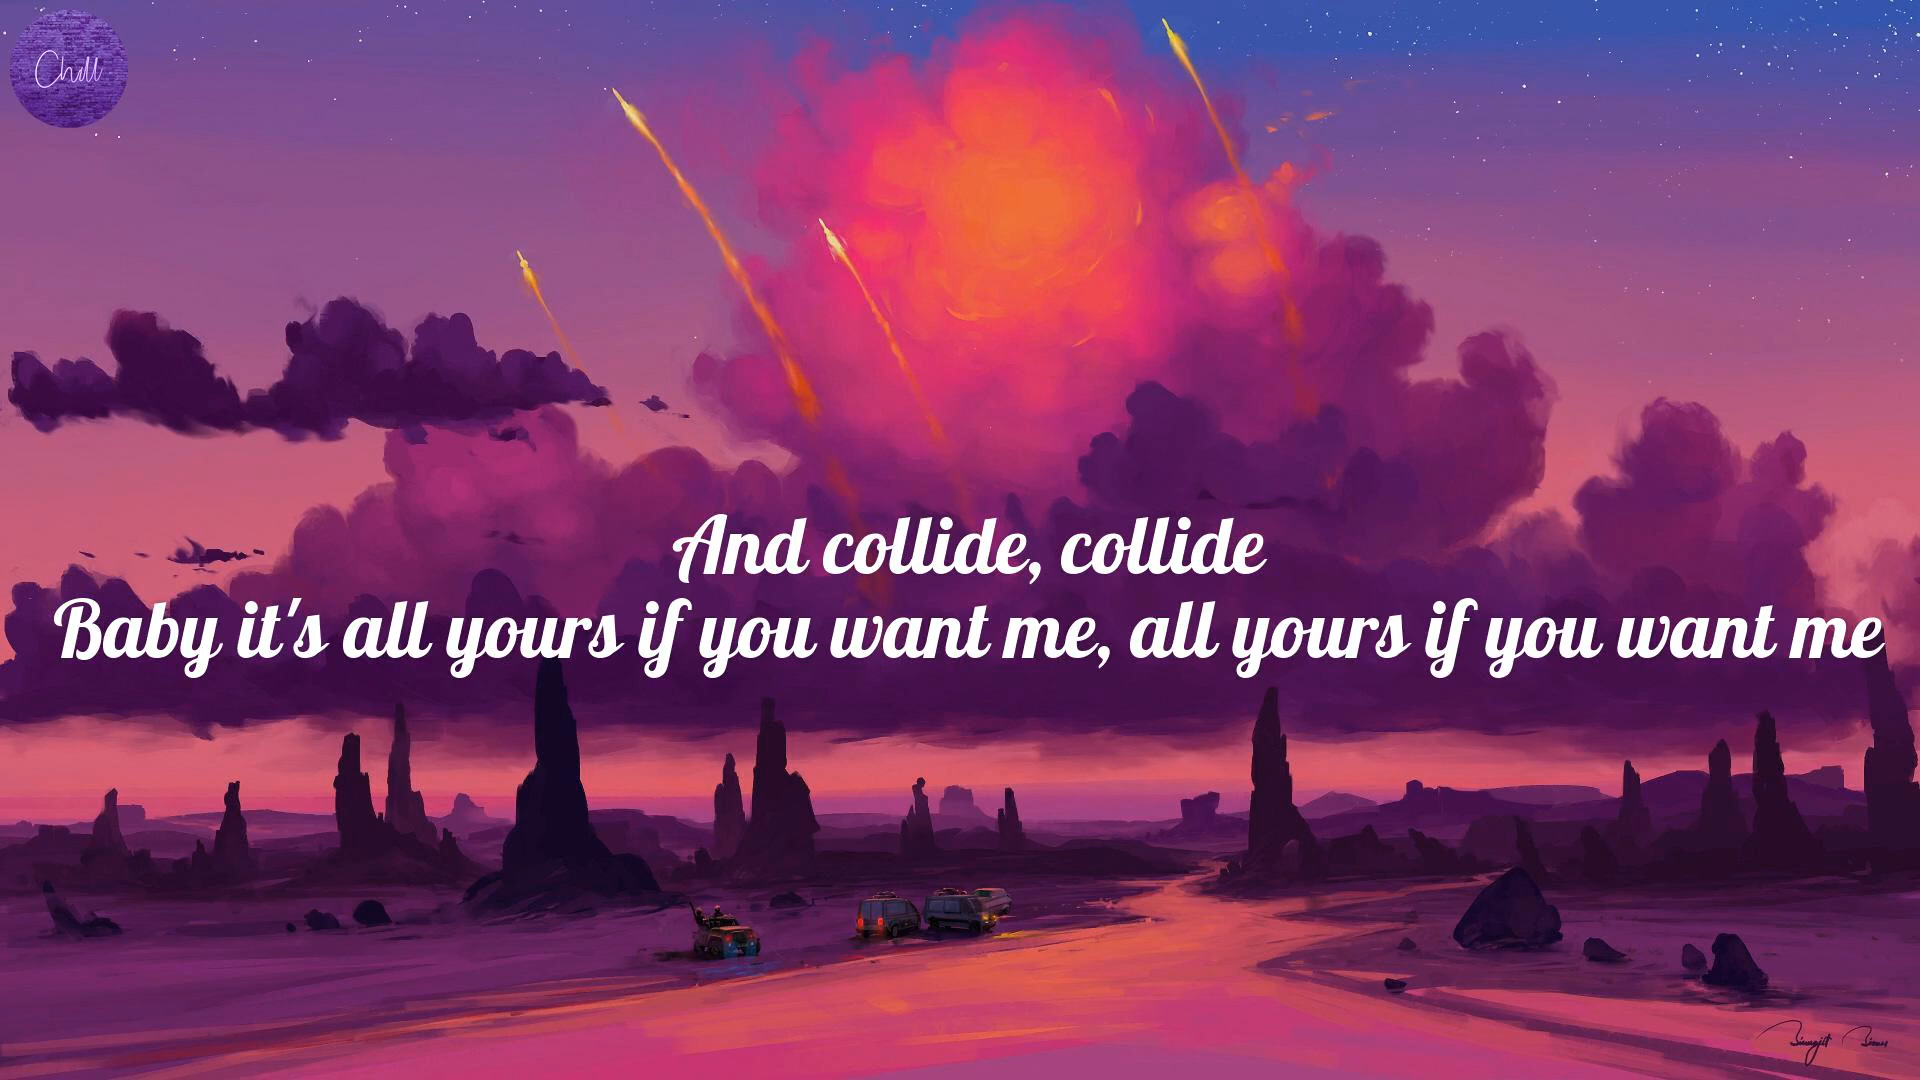 Chill
And collide, collide
Baby it's all yours if you want me, all yours if you want me